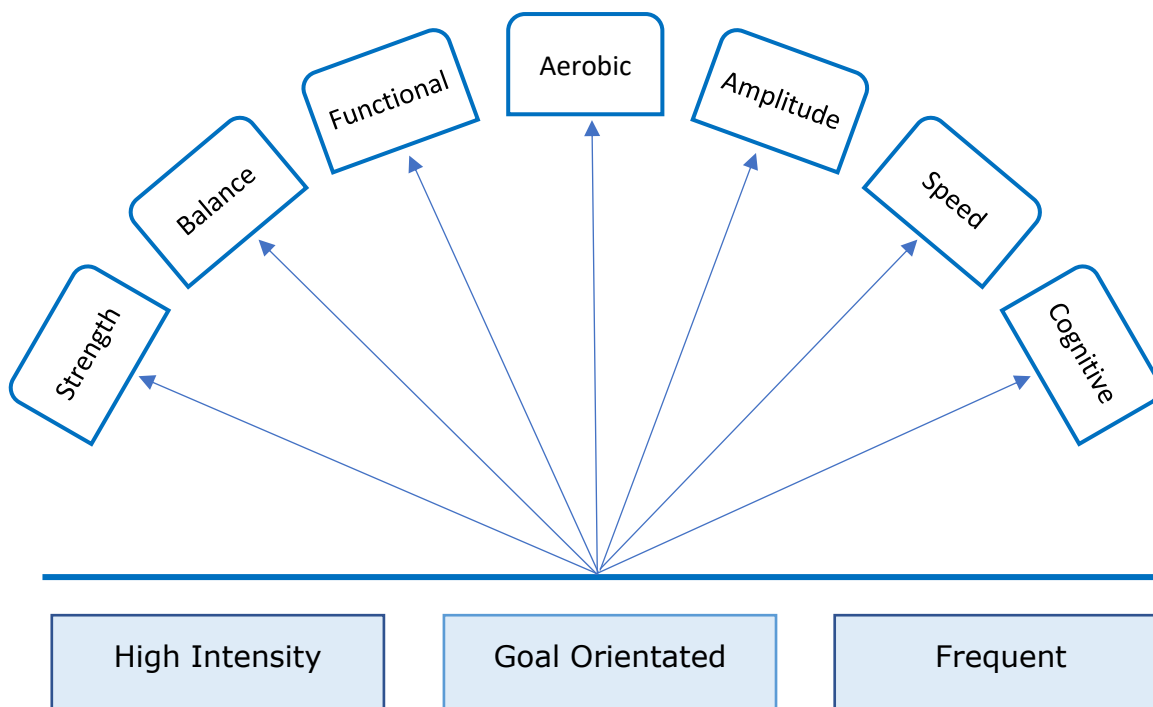 Strength
Balance
Functional
Aerobic
Amplitude
Speed
Cognitive
High Intensity
Goal Orientated
Frequent